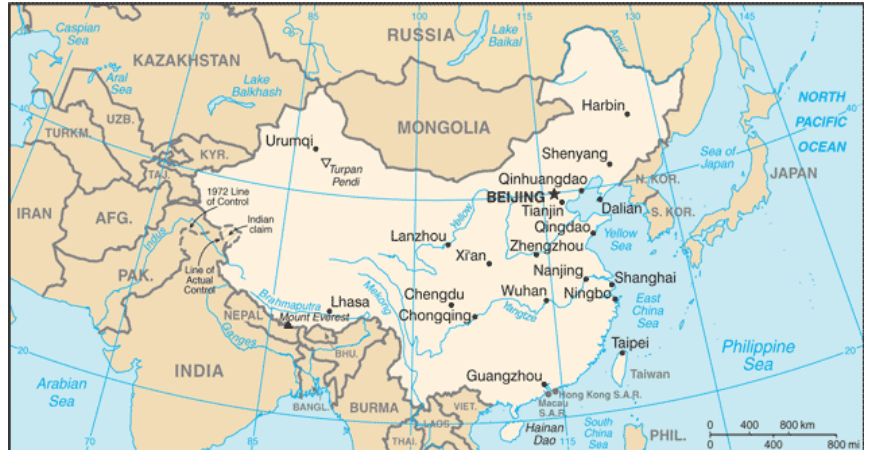 70
85
100
115
130
145
RUSSIA
Caspian
Sea
Lake
Baikal
Amur
KAZAKHSTAN
Aral
Sea
Lake
Balkhash
40
NORTH
PACIFIC
OCEAN
40
Harbin
MONGOLIA
UZB.
TURKM.
Urumqi
KYR.
Turpan
Pendi
Shenyang
Sea of
Japan
JAPAN
TAJ.
Qinhuangdao
N. KOR.
BEIJING
Tianjin
Dalian
S. KOR.
1972 Line
of Control
Indian
claim
IRAN
AFG.
Indus
Yellow
Qingdao
Yellow
Sea
Lanzhou
Zhengzhou
Xi'an
Line of
Actual
Control
PAK.
Nanjing
Shanghai
Mekong
Chengdu
Wuhan
Ningbo
East
China
Sea
Brahmaputra
Lhasa
NEPAL
Mount Everest
Chongqing
Yangtze
Ganges
BHU.
Taipei
Philippine
Sea
20
20
INDIA
Guangzhou
Taiwan
Arabian
Sea
Hong Kong S.A.R.
Macau
S.A.R.
BANGL.
BURMA
VIET.
LAOS
Hainan
Dao
South
China
Sea
THAI.
PHIL.
70
85
115
0 400 800 km
0 400 800 mi